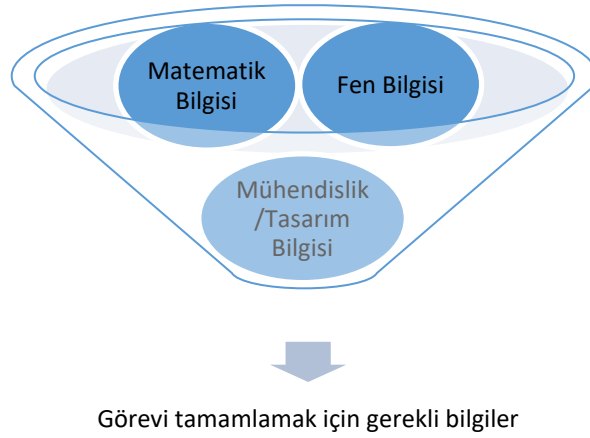 Matematik
Bilgisi
Fen Bilgisi
Mühendislik
/Tasarım
Bilgisi
Görevi tamamlamak için gerekli bilgiler